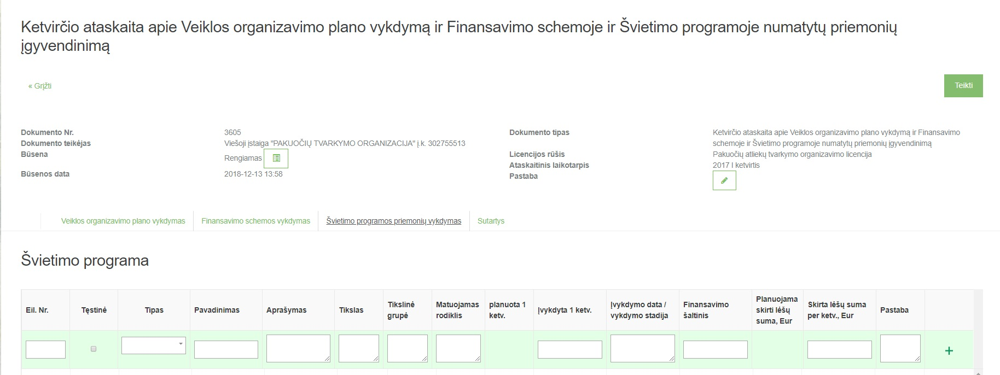 Ketvirčio ataskaita apie Veiklos organizavimo plano vykdymą ir Finansavimo schemoje ir Švietimo programoje numatytų priemonių
įgyvendinimą
« Grįžti
Teikti
Dokumento Nr.
3605
Dokumento teikėjas
Viešoji įstaiga "PAKUOČIŲ TVARKYMO ORGANIZACIJA" į.k. 302755513
Būsena
Rengiamas
Būsenos data
2018-12-13 13:58
Dokumento tipas
Ketvirčio ataskaita apie Veiklos organizavimo plano vykdymą ir Finansavimo
schemoje ir Švietimo programoje numatytų priemonių įgyvendinimą
Licencijos rūšis
Pakuočių atliekų tvarkymo organizavimo licencija
Ataskaitinis laikotarpis
2017 I ketvirtis
Pastaba
Veiklos organizavimo plano vykdymas
Finansavimo schemos vykdymas
Švietimo programos priemonių vykdymas
Sutartys
Švietimo programa
Eil. Nr.
Tęstinė
Tipas
Pavadinimas
Aprašymas
Tikslas
Tikslinė
grupė
Matuojamas
rodiklis
planuota 1
ketv.
Įvykdyta 1 ketv.
Įvykdymo data /
vykdymo stadija
Finansavimo
šaltinis
Planuojama
skirti lėšų
suma, Eur
Skirta lėšų suma
per ketv., Eur
Pastaba